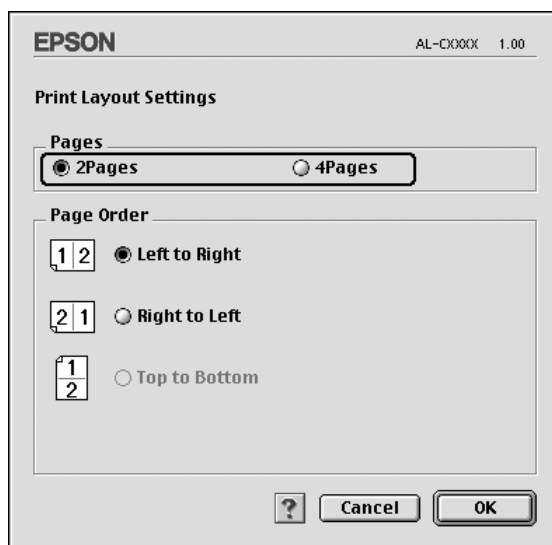 EPSON AL-CXXXX 1.00
Print Layout Settings
Pages
2Pages 4Pages
Page Order
1 2 Left to Right
2 1 Right to Left
1
2
Top to Bottom
? Cancel OK